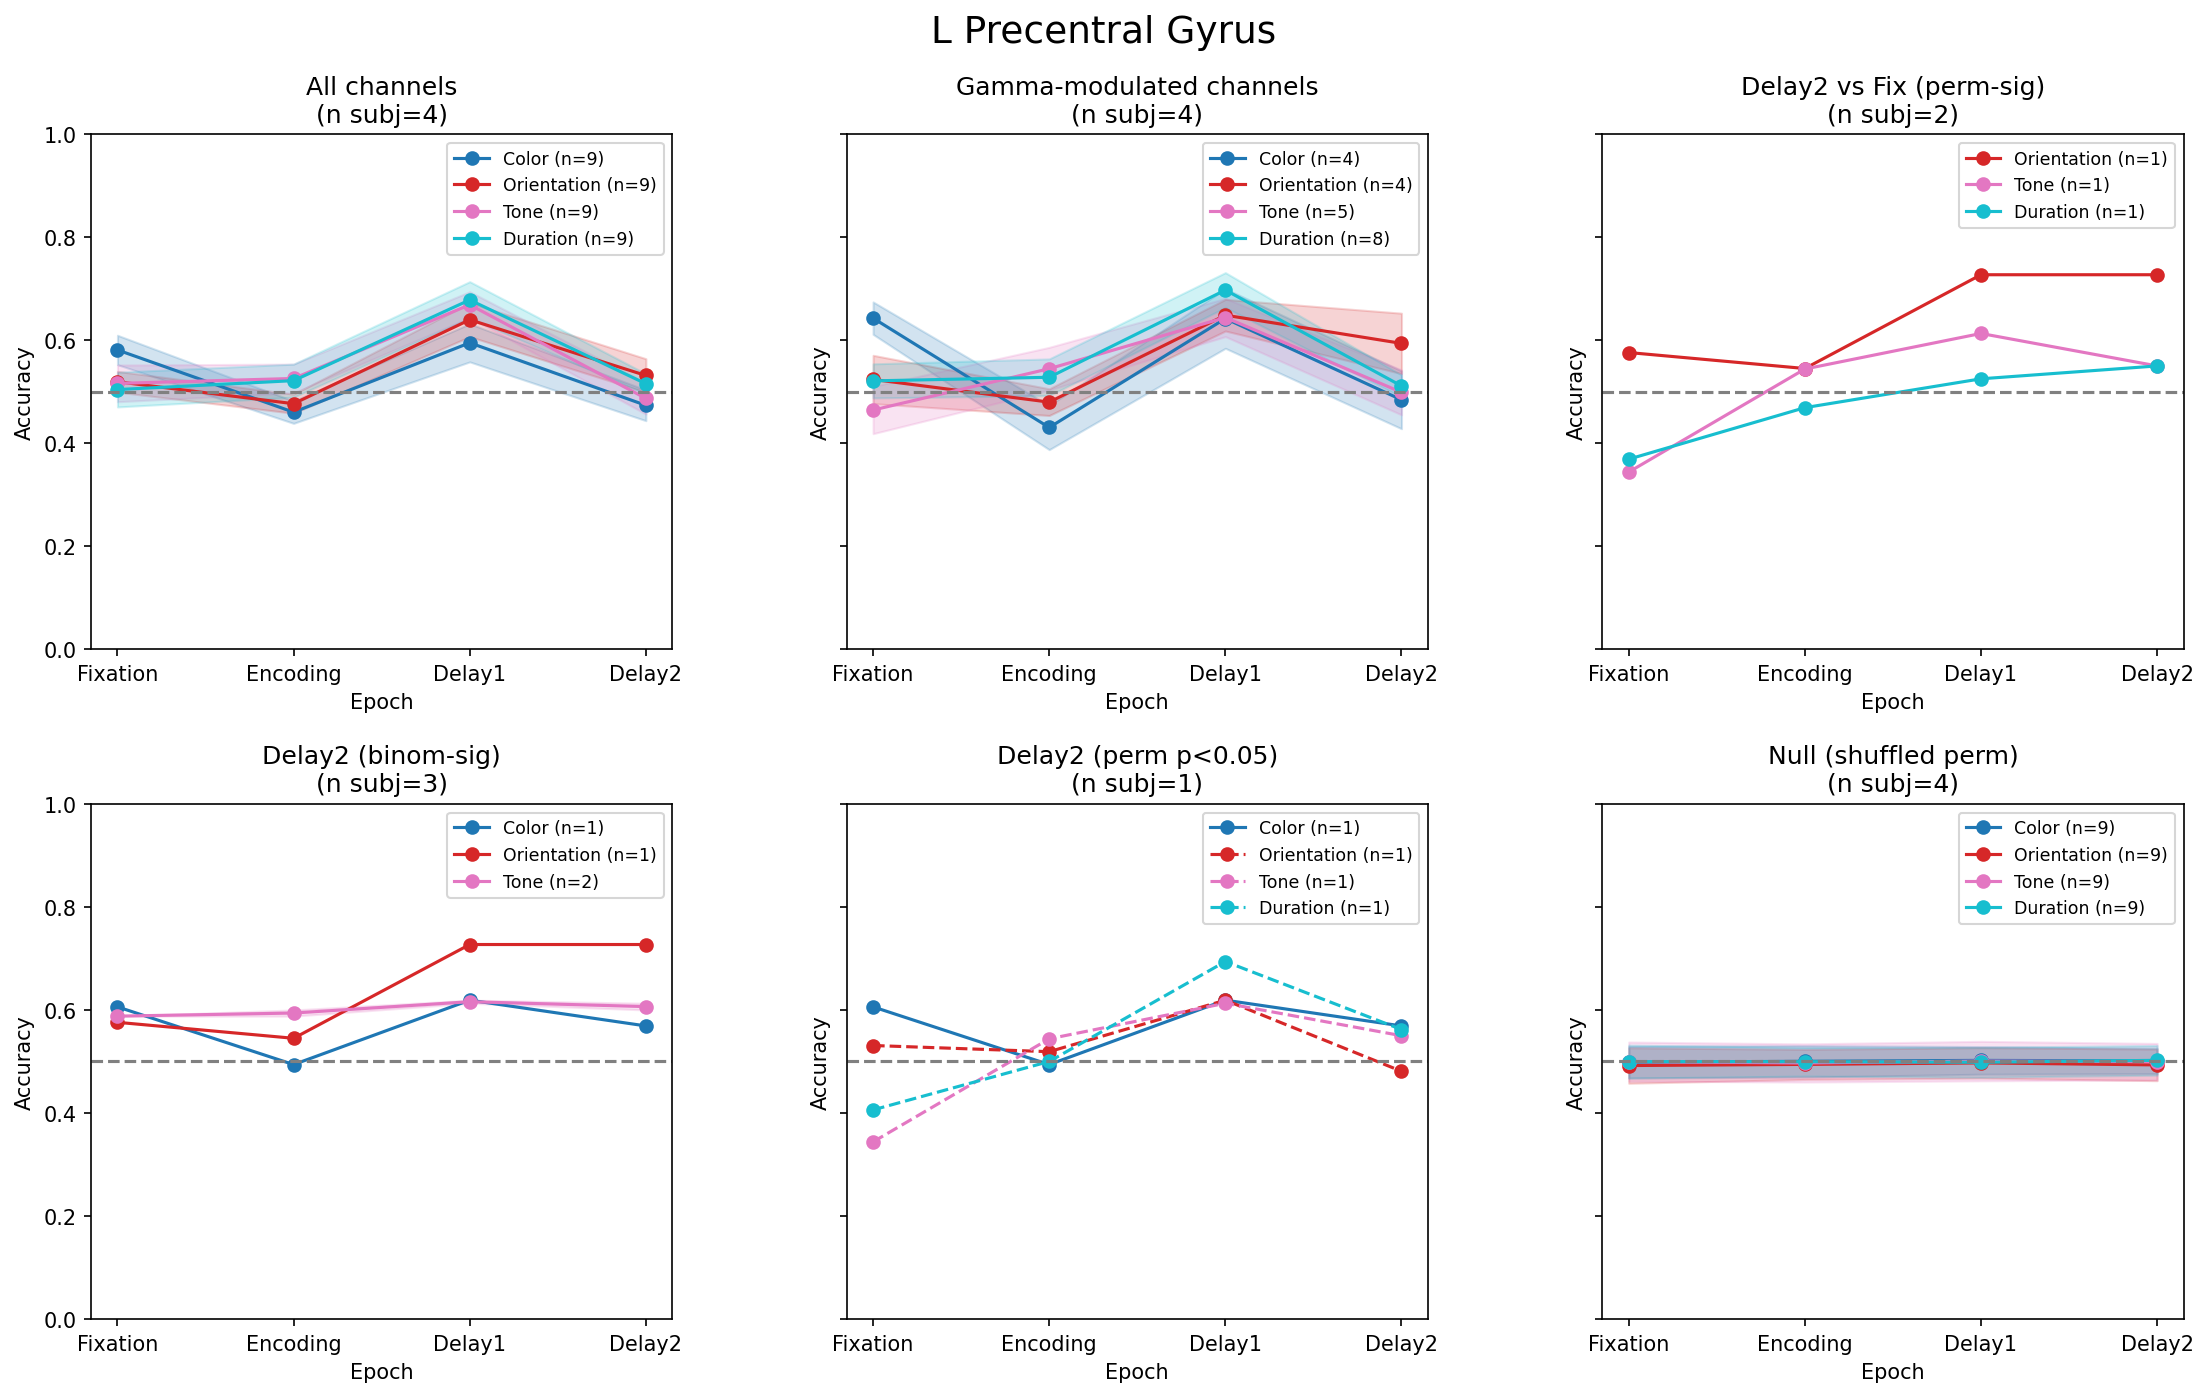 L Precentral Gyrus
All channels
(n subj=4)
1.0
0.8
0.6
0.4
0.2
0.0
Accuracy
Color (n=9)
Orientation (n=9)
Tone (n=9)
Duration (n=9)
Fixation Encoding Delay1 Delay2
Epoch
Gamma-modulated channels
(n subj=4)
Accuracy
Color (n=4)
Orientation (n=4)
Tone (n=5)
Duration (n=8)
Fixation Encoding Delay1 Delay2
Epoch
Delay2 vs Fix (perm-sig)
(n subj=2)
Accuracy
Orientation (n=1)
Tone (n=1)
Duration (n=1)
Fixation Encoding Delay1 Delay2
Epoch
Delay2 (binom-sig)
(n subj=3)
1.0
0.8
0.6
0.4
0.2
0.0
Accuracy
Color (n=1)
Orientation (n=1)
Tone (n=2)
Fixation Encoding Delay1 Delay2
Epoch
Delay2 (perm p<0.05)
(n subj=1)
Accuracy
Color (n=1)
Orientation (n=1)
Tone (n=1)
Duration (n=1)
Fixation Encoding Delay1 Delay2
Epoch
Null (shuffled perm)
(n subj=4)
Accuracy
Color (n=9)
Orientation (n=9)
Tone (n=9)
Duration (n=9)
Fixation Encoding Delay1 Delay2
Epoch